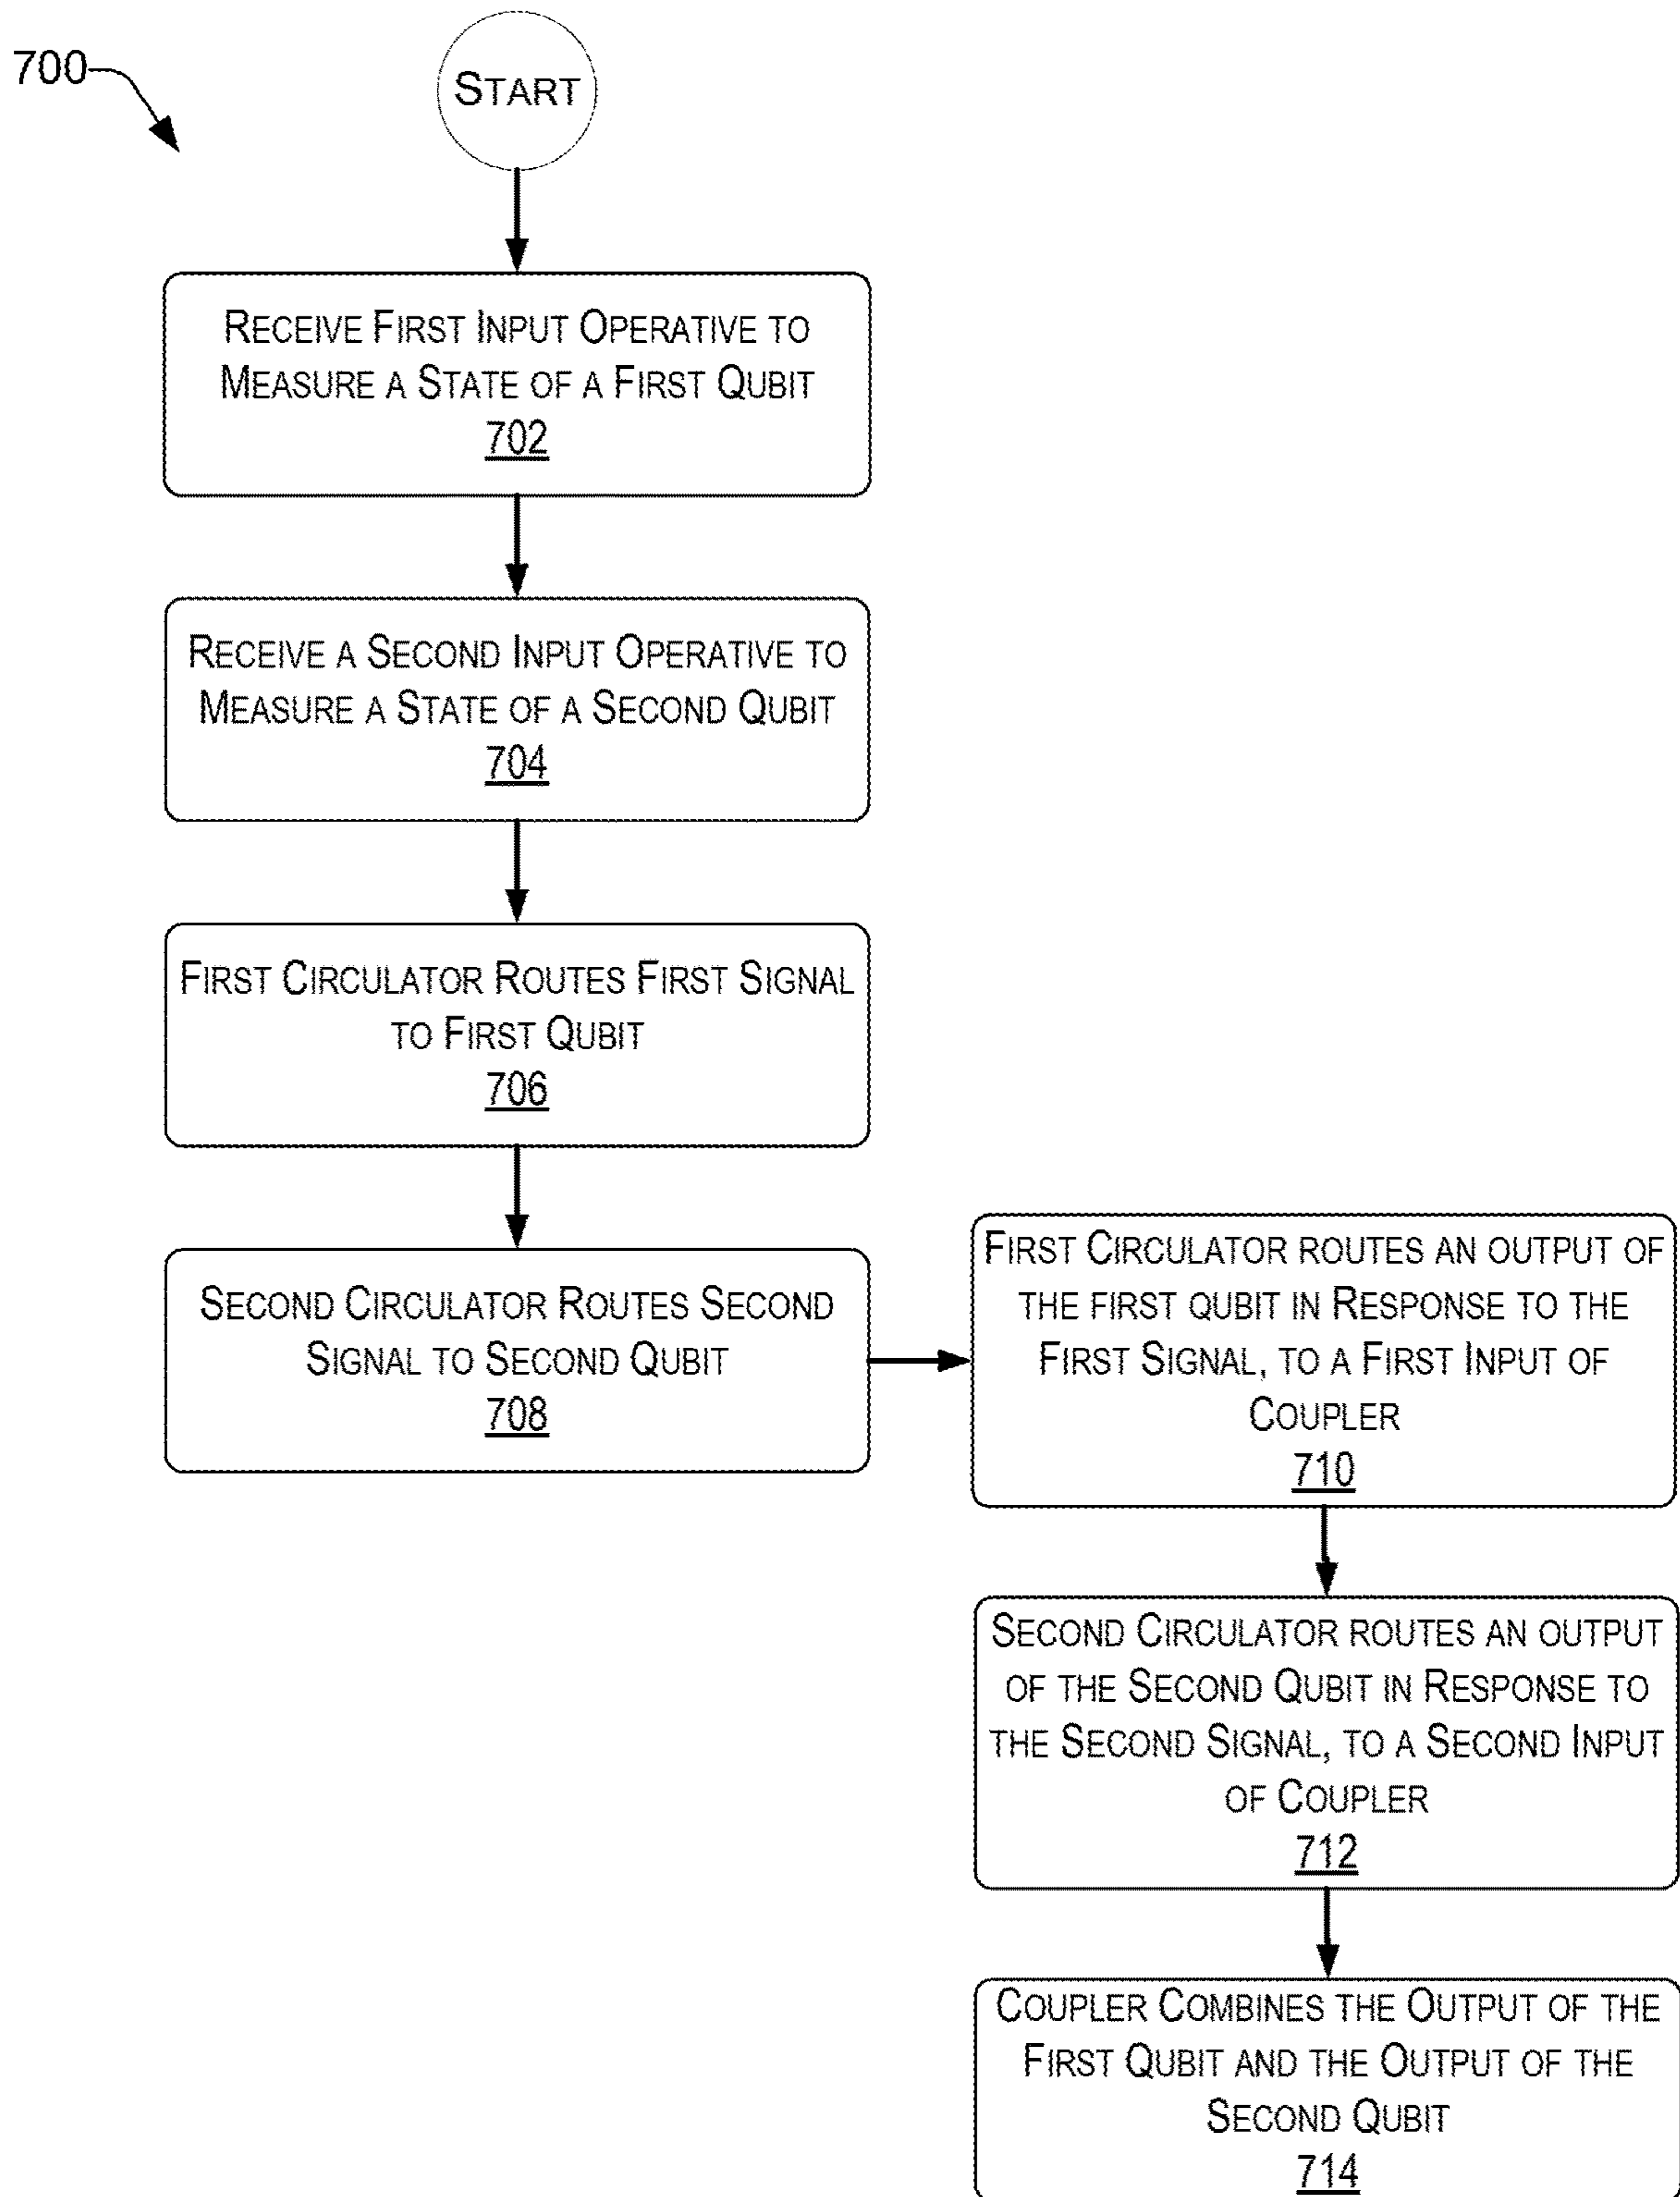 700
START
RECEIVE FIRST INPUT OPERATIVE TO
MEASURE A STATE OF A FIRST QUBIT
702
RECEIVE A SECOND INPUT OPERATIVE TO
MEASURE A STATE OF A SECOND QUBIT
704
FIRST CIRCULATOR ROUTES FIRST SIGNAL
TO FIRST QUBIT
706
SECOND CIRCULATOR ROUTES SECOND
SIGNAL TO SECOND QUBIT
708
FIRST CIRCULATOR ROUTES AN OUTPUT OF
THE FIRST QUBIT IN RESPONSE TO THE
FIRST SIGNAL, TO A FIRST INPUT OF
COUPLER
710
SECOND CIRCULATOR ROUTES AN OUTPUT
OF THE SECOND QUBIT IN RESPONSE TO
THE SECOND SIGNAL, TO A SECOND INPUT
OF COUPLER
712
COUPLER COMBINES THE OUTPUT OF THE
FIRST QUBIT AND THE OUTPUT OF THE
SECOND QUBIT
714